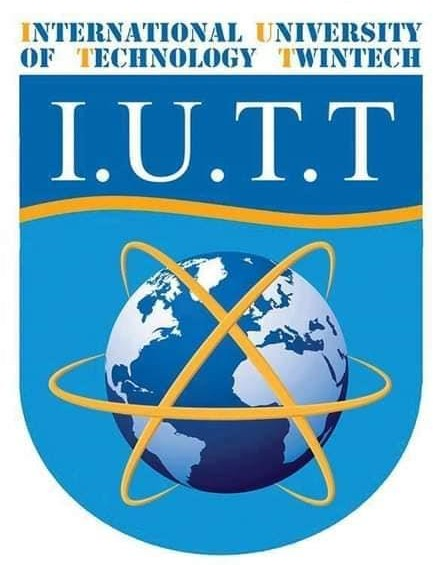 INTERNATIONAL UNIVERSITY
OF TECHNOLOGY TWINTECH
I.U.T.T